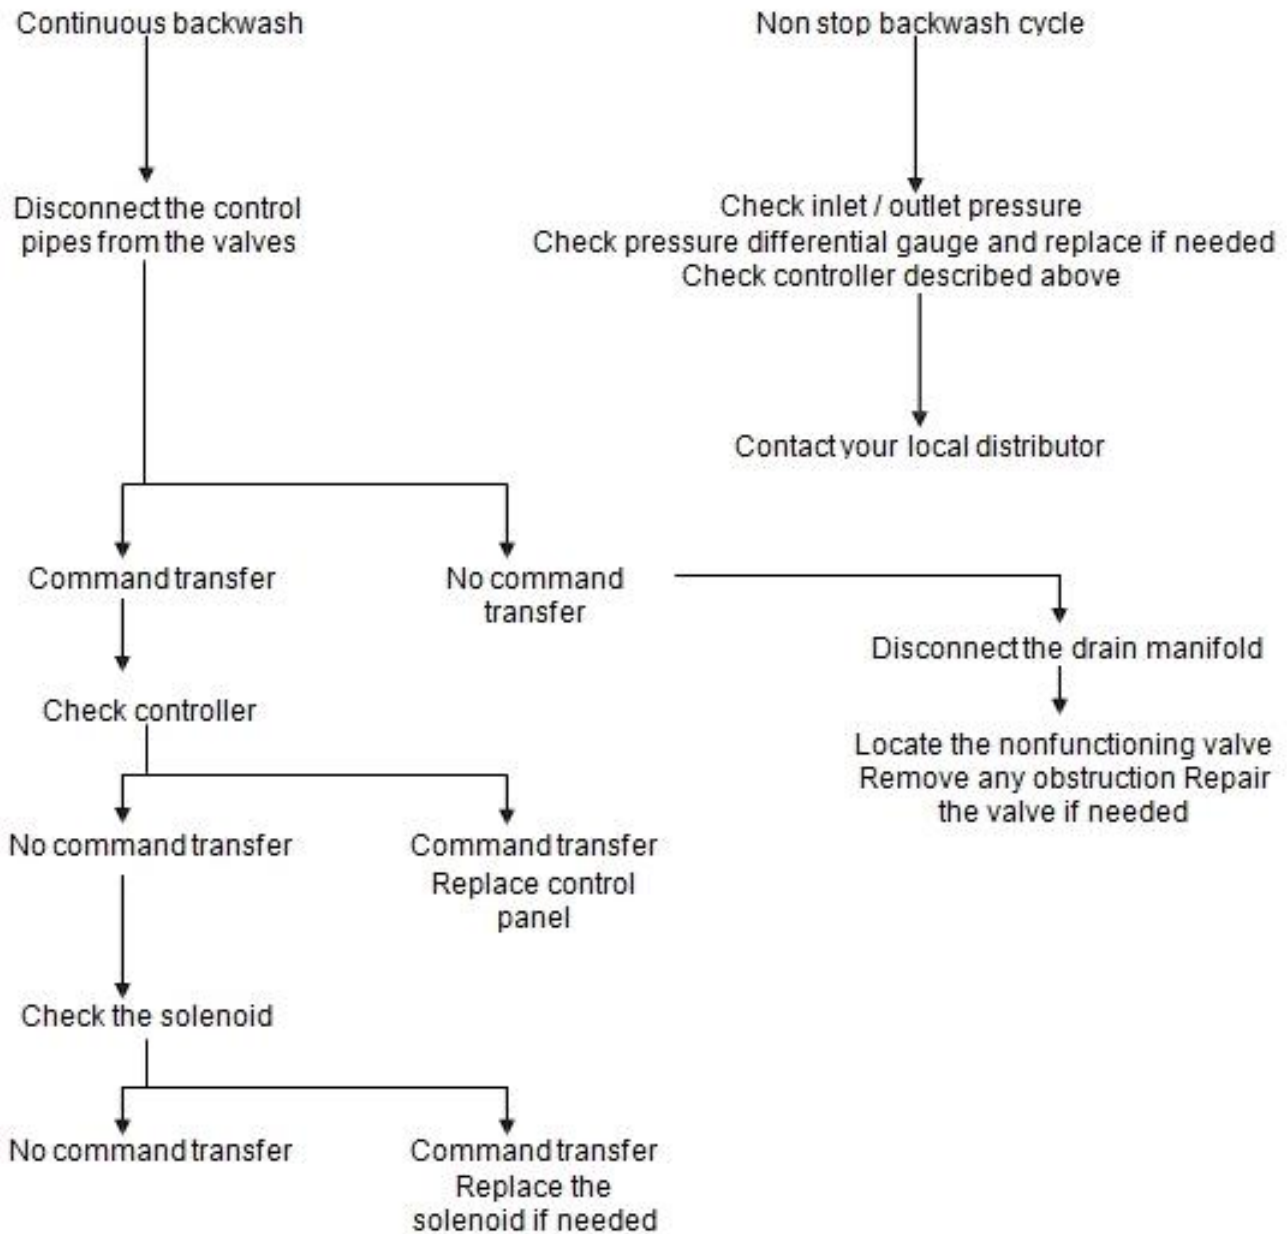 Continuous backwash
Non stop backwash cycle
Disconnect the control
pipes from the valves
Check inlet / outlet pressure
Check pressure differential gauge and replace if needed
Check controller described above
Contact your local distributor
Command transfer
No command
transfer
Disconnect the drain manifold
Check controller
Locate the nonfunctioning valve
Remove any obstruction Repair
the valve if needed
No command transfer
Command transfer
Replace control
panel
Check the solenoid
No command transfer
Command transfer
Replace the
solenoid if needed